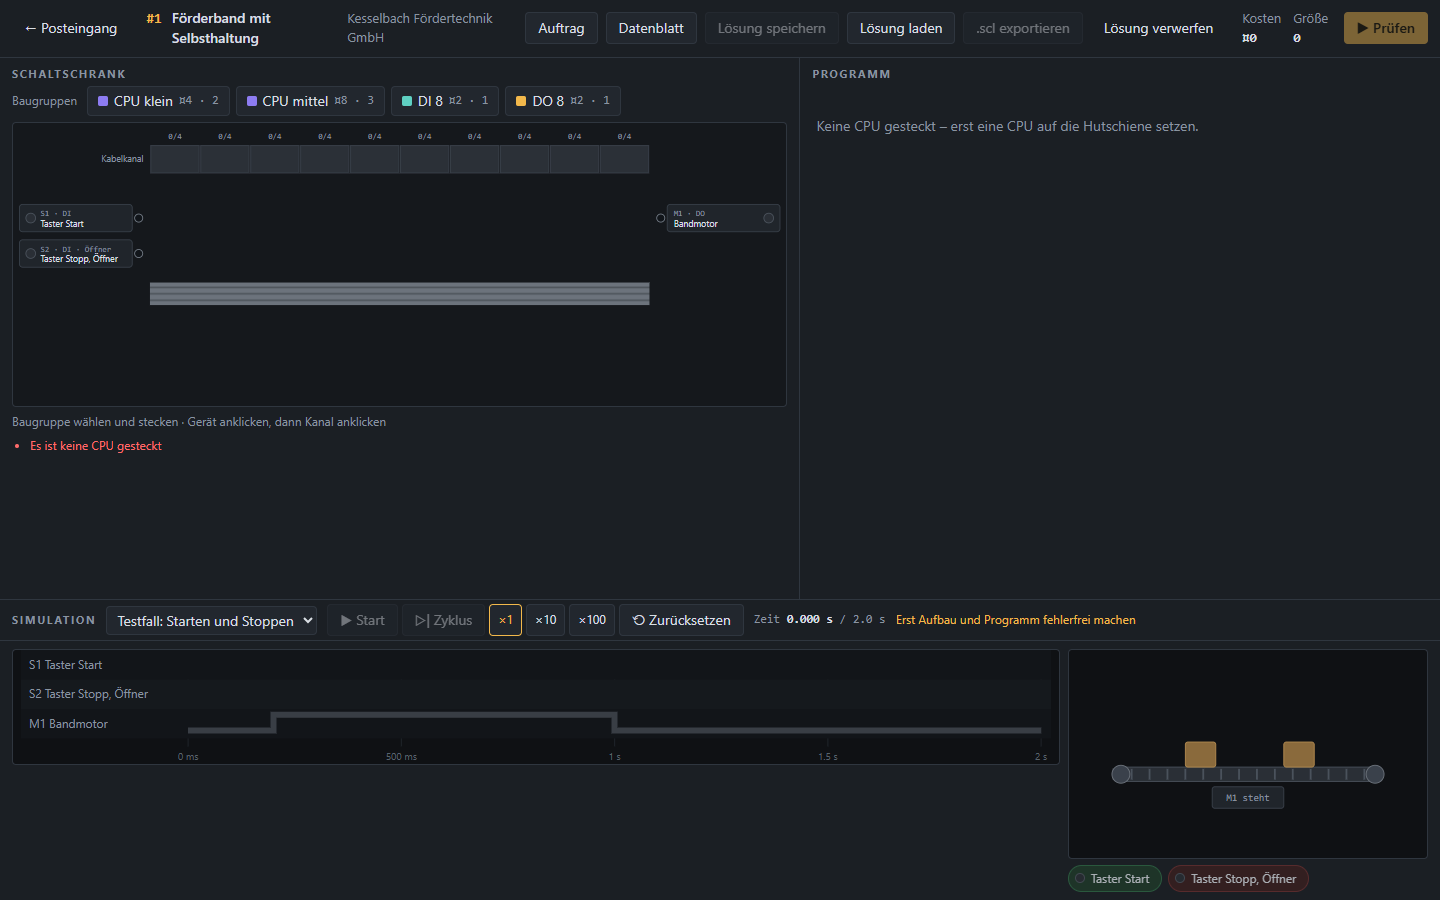 ← Posteingang
#1 Förderband mit Selbsthaltung
Kesselbach Fördertechnik GmbH
Auftrag
Datenblatt
Lösung speichern
Lösung laden
.scl exportieren
Lösung verwerfen
Kosten
¤0
Größe
0
▶ Prüfen
SCHALTSCHRANK
Baugruppen
CPU klein ¤4 · 2
CPU mittel ¤8 · 3
DI 8 ¤2 · 1
DO 8 ¤2 · 1
0/4 0/4 0/4 0/4 0/4 0/4 0/4 0/4 0/4 0/4
Kabelkanal
S1 · DI
Taster Start
S2 · DI · Öffner
Taster Stopp, Öffner
M1 · DO
Bandmotor
Baugruppe wählen und stecken · Gerät anklicken, dann Kanal anklicken
• Es ist keine CPU gesteckt
PROGRAMM
Keine CPU gesteckt – erst eine CPU auf die Hutschiene setzen.
SIMULATION
Testfall: Starten und Stoppen
▶ Start
▷| Zyklus
×1
×10
×100
⟲ Zurücksetzen
Zeit 0.000 s / 2.0 s
Erst Aufbau und Programm fehlerfrei machen
S1 Taster Start
S2 Taster Stopp, Öffner
M1 Bandmotor
0 ms 500 ms 1 s 1.5 s 2 s
M1 steht
Taster Start
Taster Stopp, Öffner